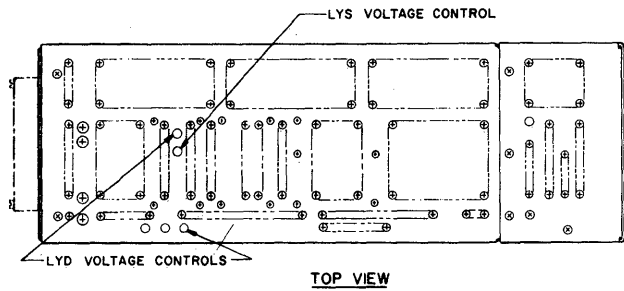 LYS VOLTAGE CONTROL
LYD VOLTAGE CONTROLS
TOP VIEW